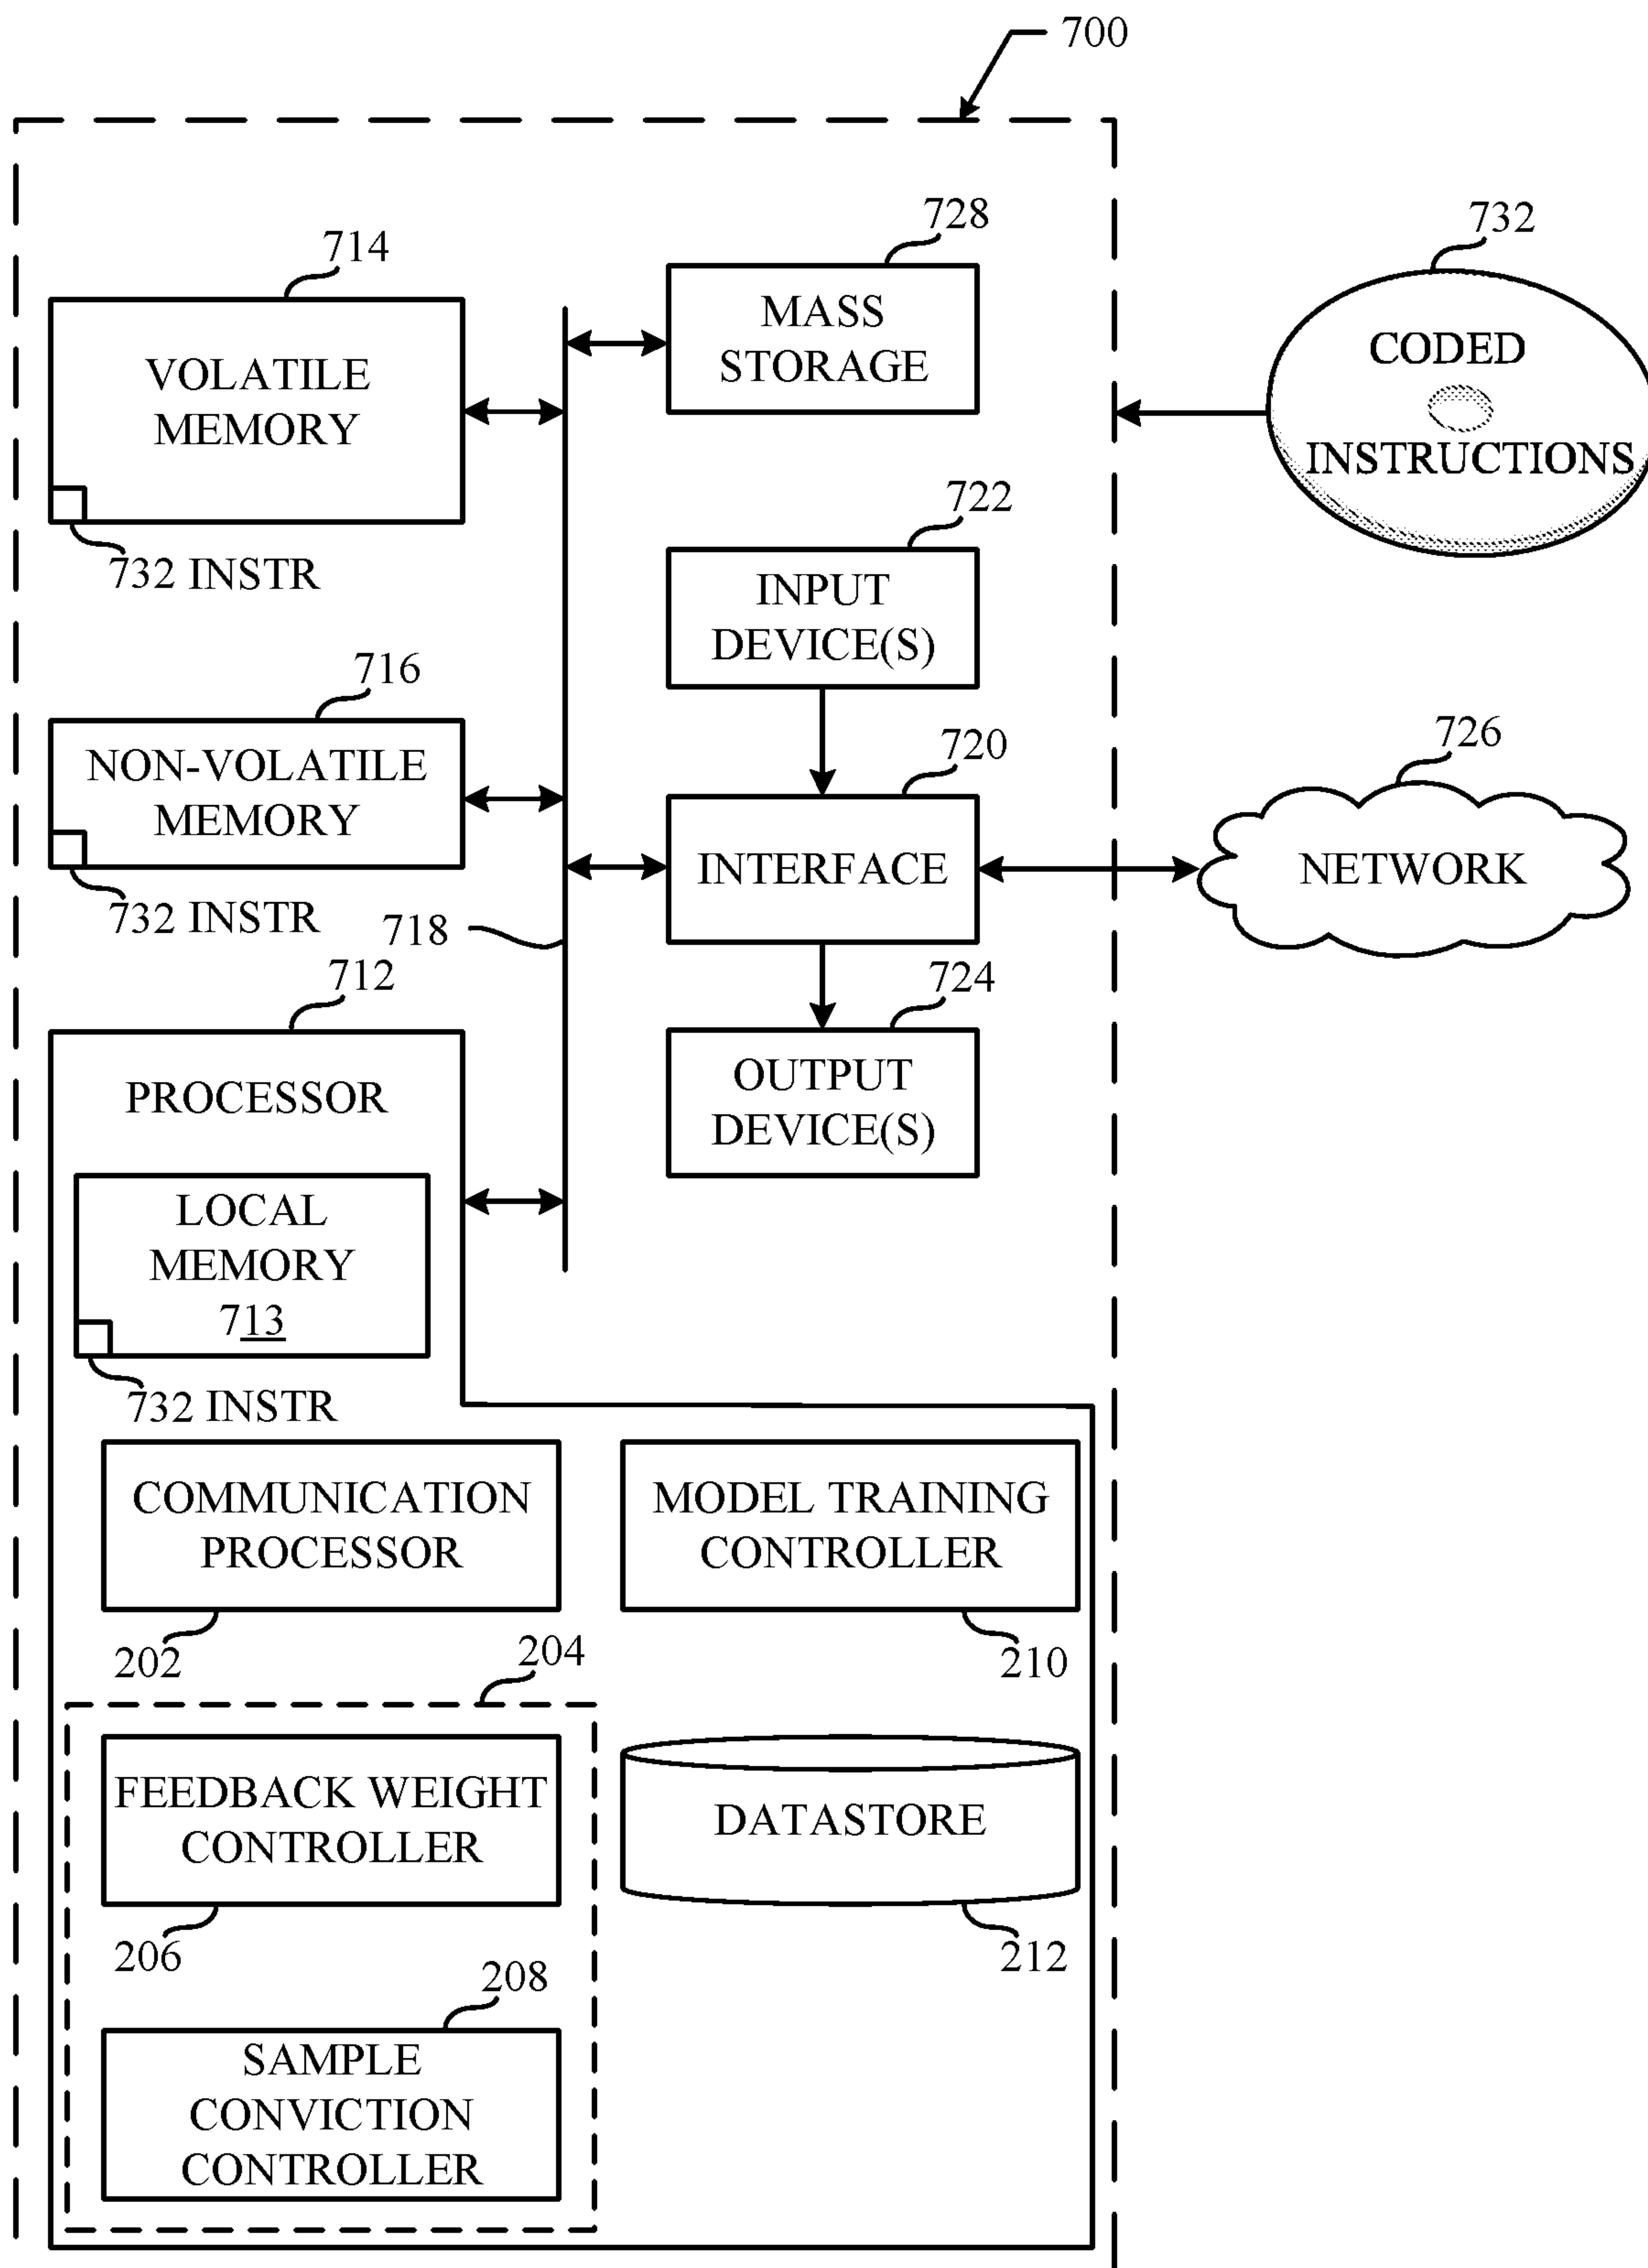 700
714
VOLATILE
MEMORY
732 INSTR
728
MASS
STORAGE
732
CODED
INSTRUCTIONS
722
INPUT
DEVICE(S)
716
NON-VOLATILE
MEMORY
732 INSTR
718
720
INTERFACE
726
NETWORK
724
OUTPUT
DEVICE(S)
712
PROCESSOR
LOCAL
MEMORY
713
732 INSTR
COMMUNICATION
PROCESSOR
202
MODEL TRAINING
CONTROLLER
210
204
FEEDBACK WEIGHT
CONTROLLER
206
DATASTORE
212
208
SAMPLE
CONVICTION
CONTROLLER